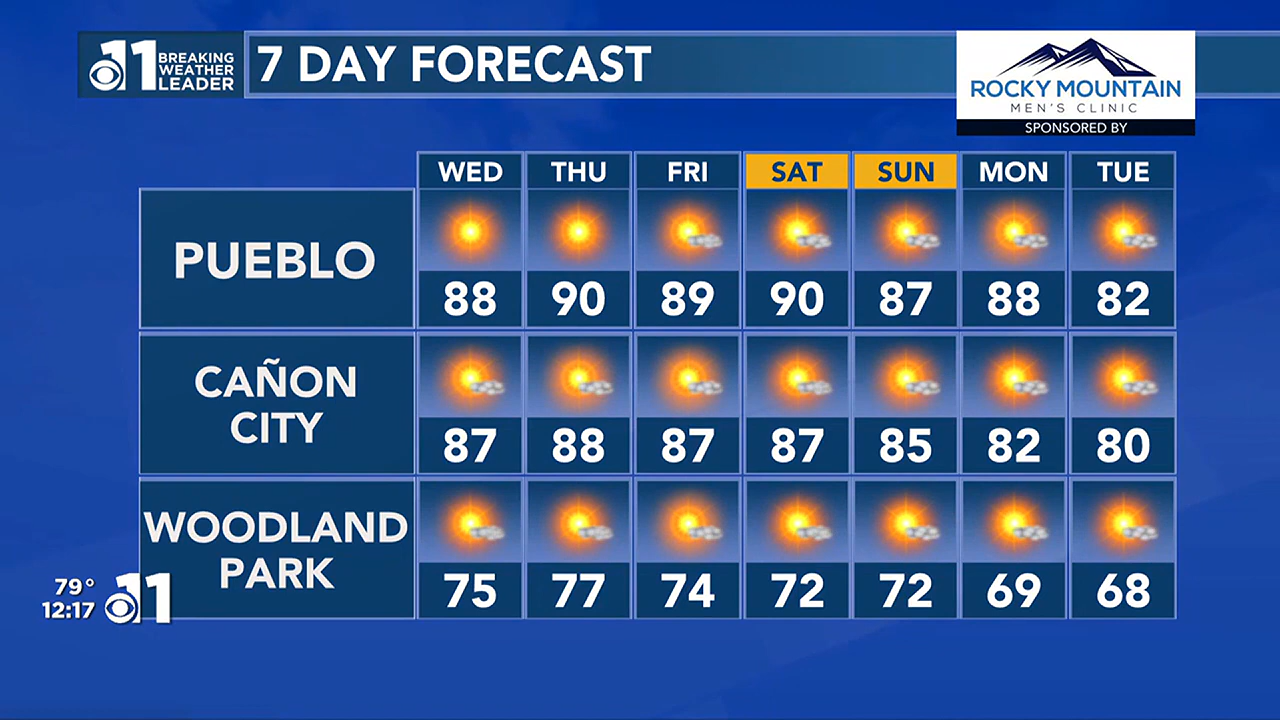 11 BREAKING
WEATHER
LEADER
7 DAY FORECAST
ROCKY MOUNTAIN
MEN'S CLINIC
SPONSORED BY
WED THU FRI SAT SUN MON TUE
PUEBLO
88 90 89 90 87 88 82
CAÑON
CITY
87 88 87 87 85 82 80
WOODLAND
PARK
75 77 74 72 72 69 68
79°
12:17 11